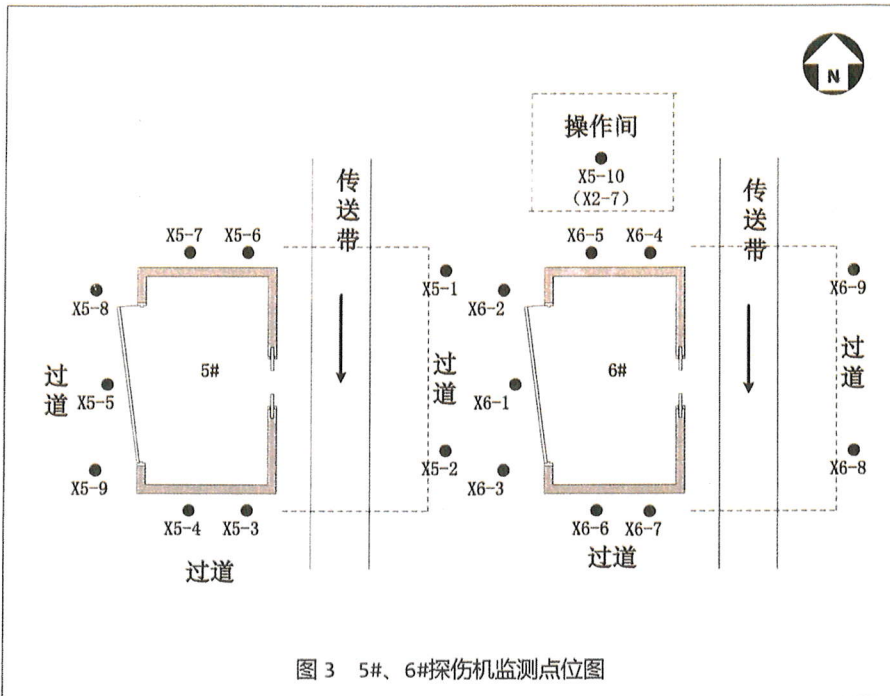 N
操作间
X5-10
(X2-7)
传送带
传送带
X5-7
X5-6
X6-5
X6-4
X5-1
X6-9
X5-8
X6-2
5#
6#
过道
过道
过道
X5-5
X6-1
X5-2
X6-8
X5-9
X6-3
X5-4
X5-3
X6-6
X6-7
过道
过道
图 3 5#、6#探伤机监测点位图